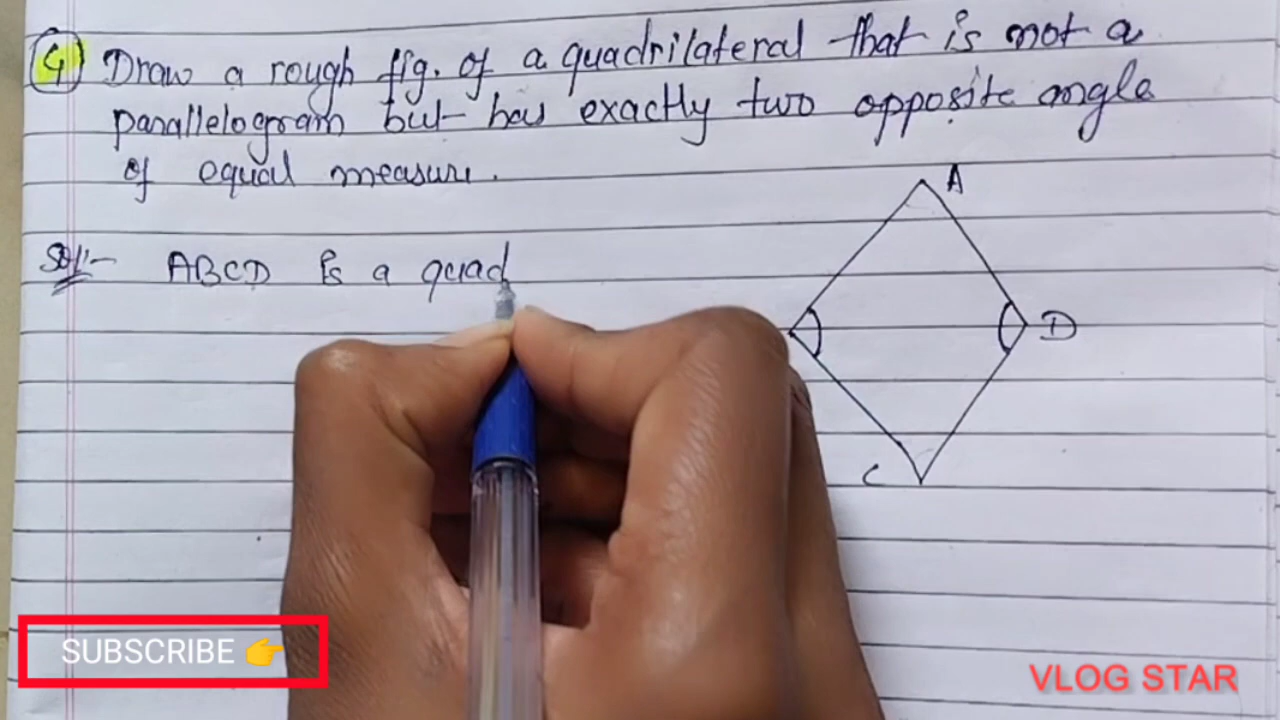 4) Draw a rough fig. of a quadrilateral that is not a
parallelogram but has exactly two opposite angle
of equal measure.
A
Sol:- ABCD is a quad
D
C
SUBSCRIBE 👉
VLOG STAR